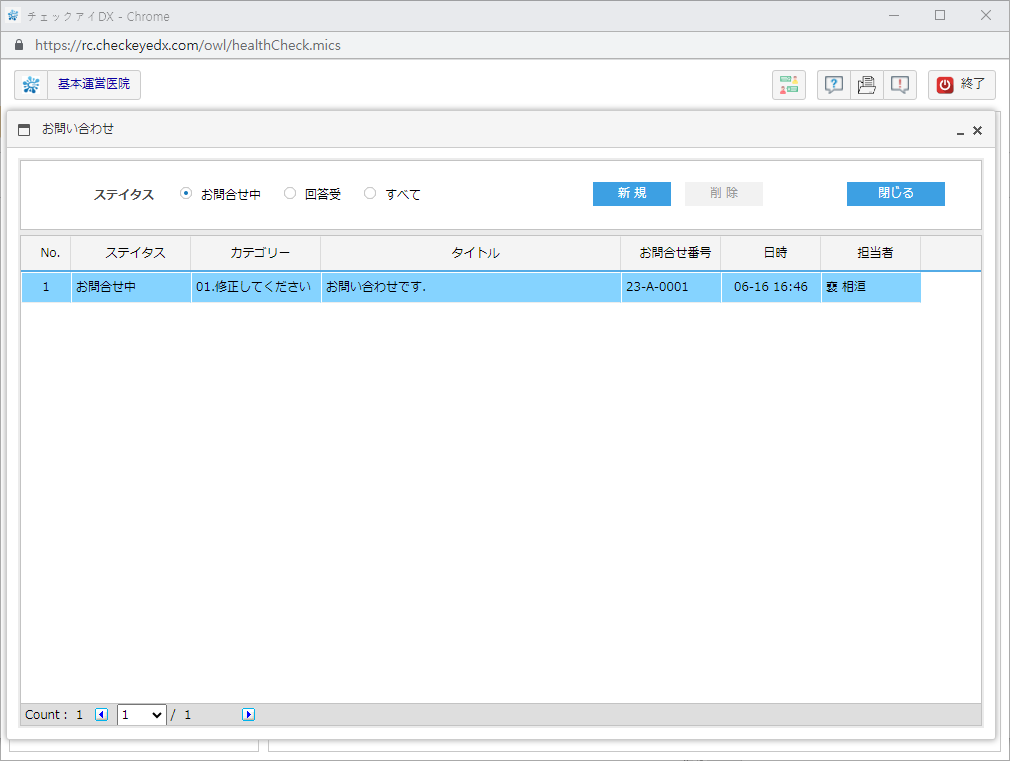 チェックアイDX - Chrome
https://rc.checkeyedx.com/owl/healthCheck.mics
基本運営医院
終了
お問い合わせ
ステイタス お問合せ中 回答受 すべて 新 規 削 除 閉じる
No. ステイタス カテゴリー タイトル お問合せ番号 日時 担当者
1 お問合せ中 01.修正してください お問い合わせです. 23-A-0001 06-16 16:46 裵 相洹
Count : 1 1 / 1